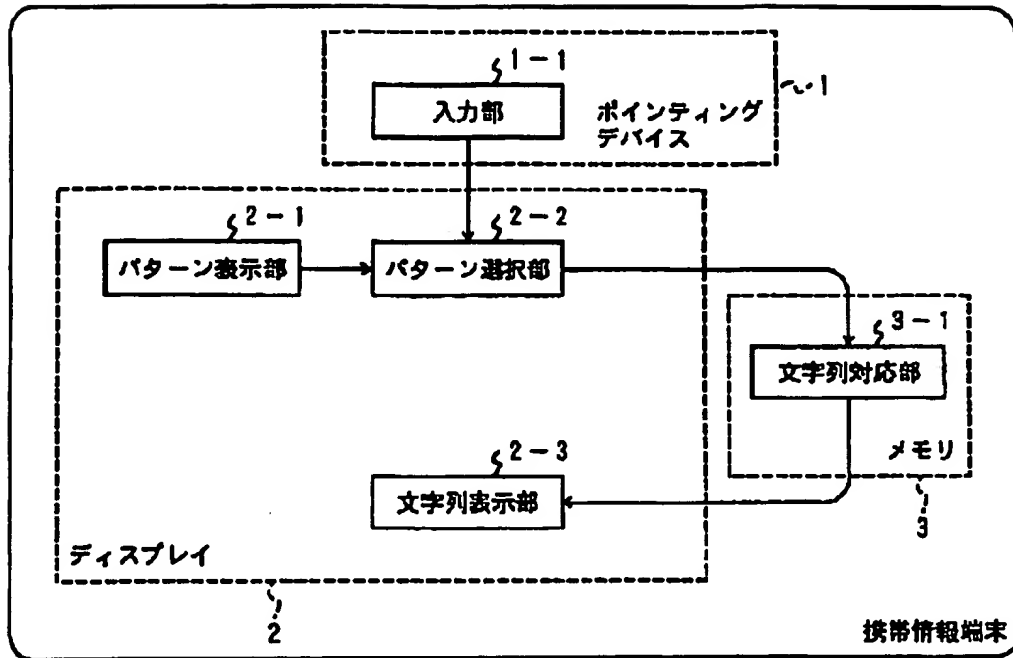 1-1
1
入力部
ポインティング
デバイス
2-1
2-2
パターン表示部
パターン選択部
3-1
文字列対応部
メモリ
3
2-3
文字列表示部
ディスプレイ
2
携帯情報端末